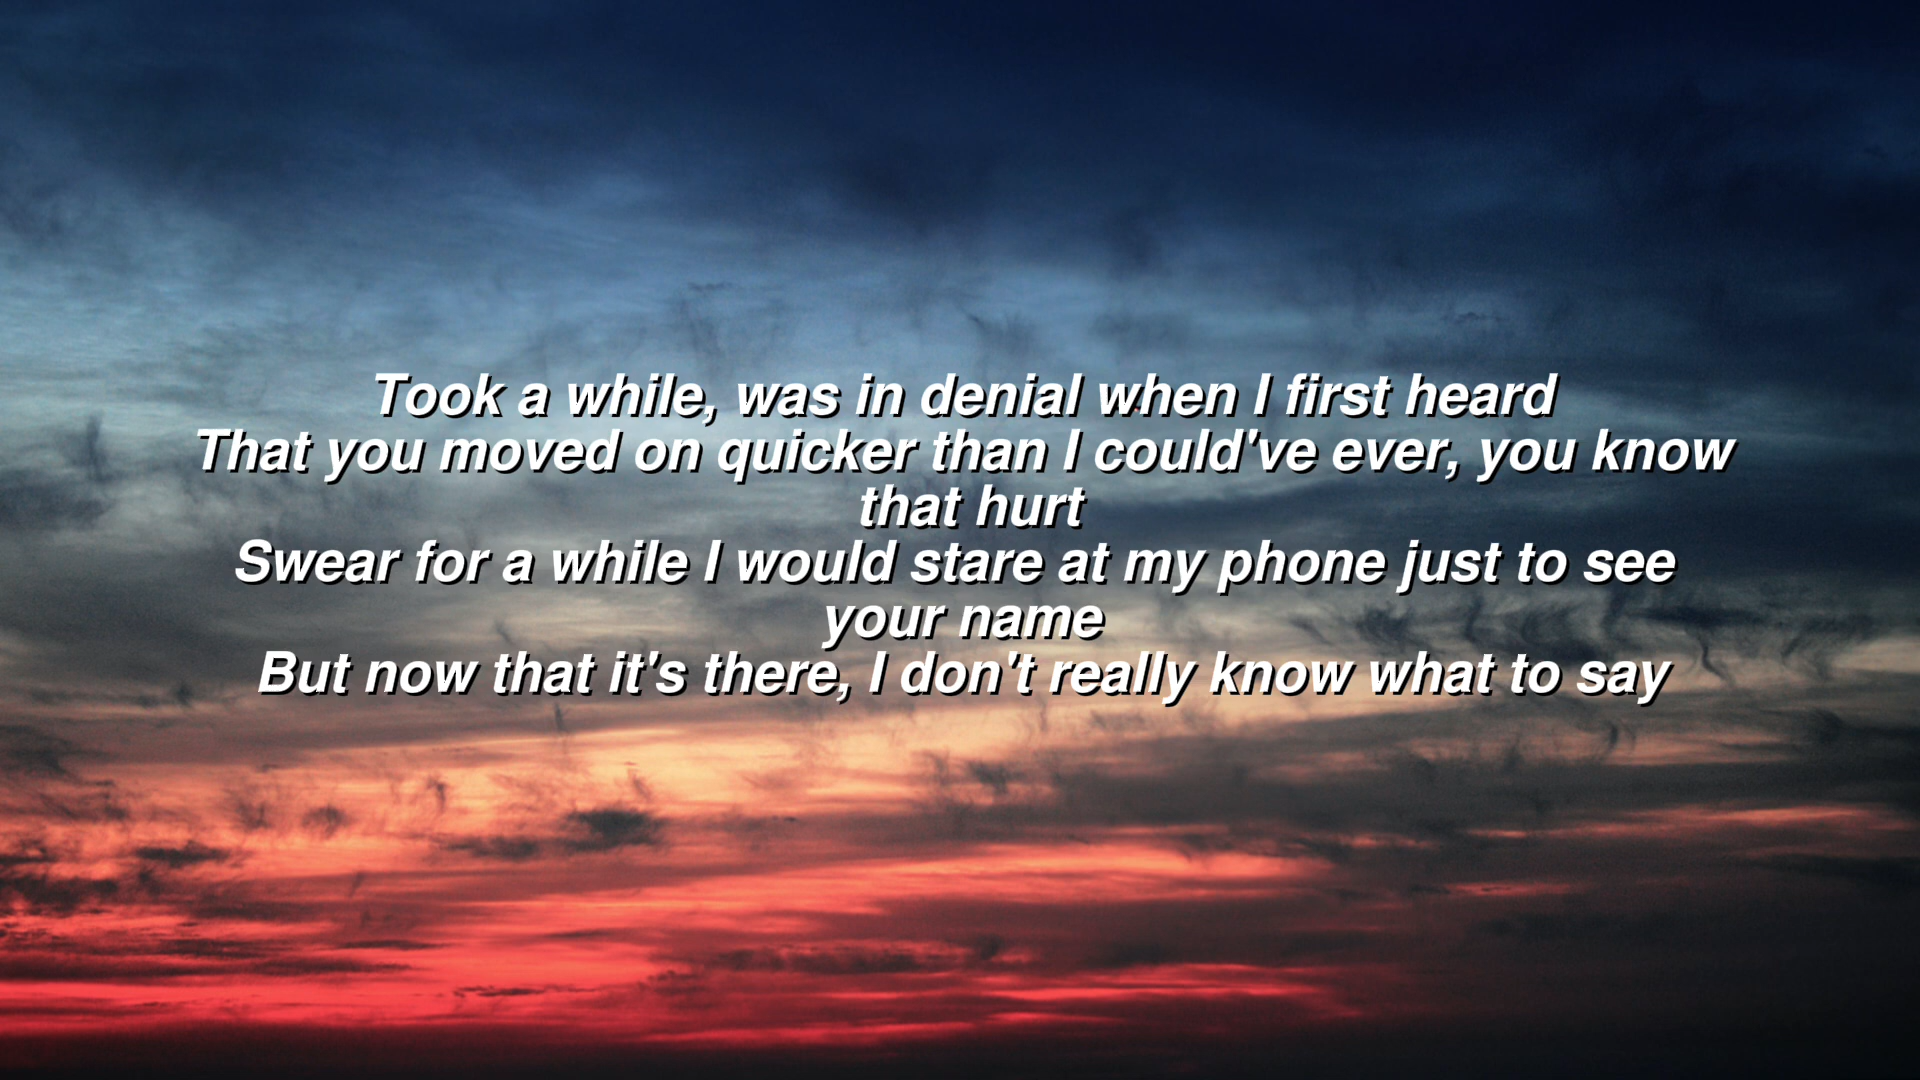 Took a while, was in denial when I first heard
That you moved on quicker than I could've ever, you know
that hurt
Swear for a while I would stare at my phone just to see
your name
But now that it's there, I don't really know what to say